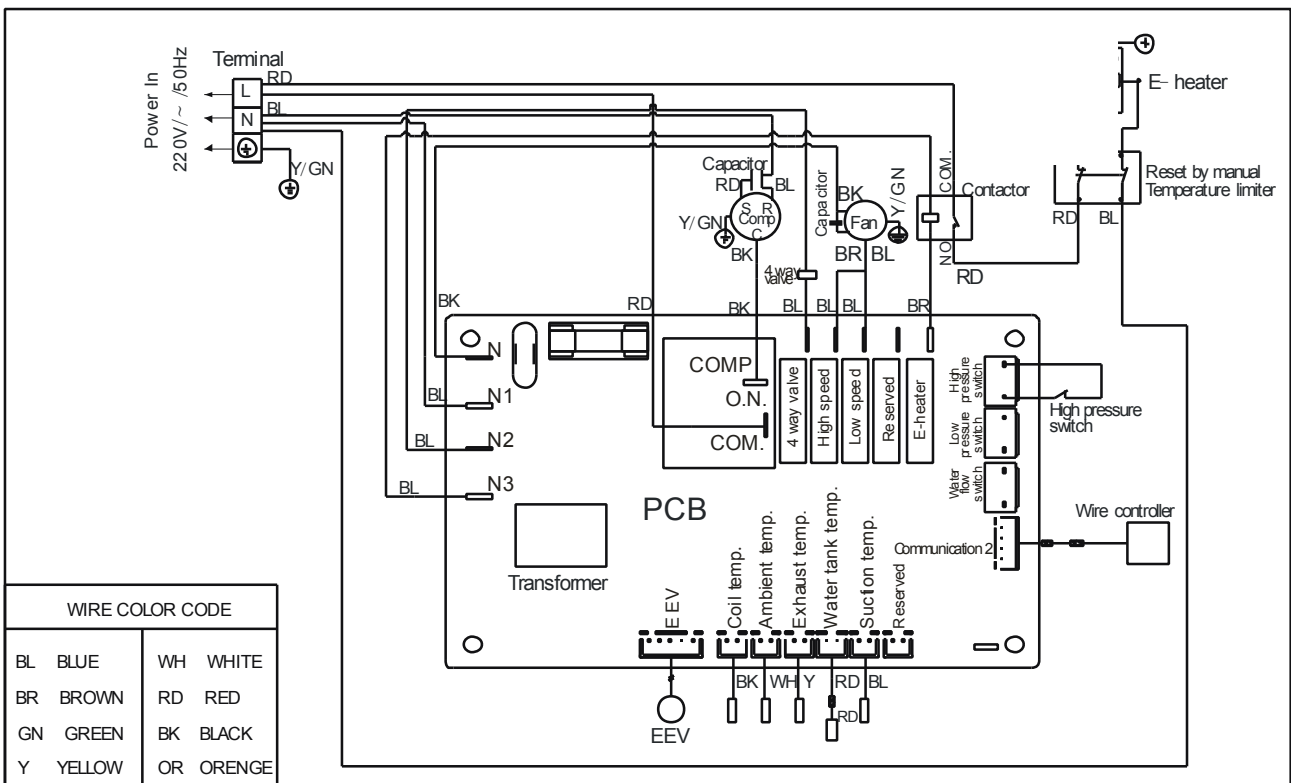 Power In
220V/~/50Hz
Terminal
L
N
RD
BL
Y/GN
E-heater
Reset by manual
Temperature limiter
RD
BL
Capacitor
RD
BL
S R
Comp
C
Y/GN
BK
Capacitor
BK
Fan
Y/GN
BR
BL
COM.
Contactor
NO
RD
4 way
valve
BK
RD
BK
BL
BL
BL
BR
N
BL
N1
BL
N2
BL
N3
COMP
O.N.
COM.
4 way valve
High speed
Low speed
Reserved
E-heater
High
pressure
switch
High pressure
switch
Low
pressure
switch
Water
flow
switch
PCB
Transformer
Communication 2
Wire controller
EEV
Coil temp.
Ambient temp.
Exhaust temp.
Water tank temp.
Suction temp.
Reserved
BK
WH
Y
RD
BL
RD
EEV
WIRE COLOR CODE
BL BLUE WH WHITE
BR BROWN RD RED
GN GREEN BK BLACK
Y YELLOW OR ORENGE